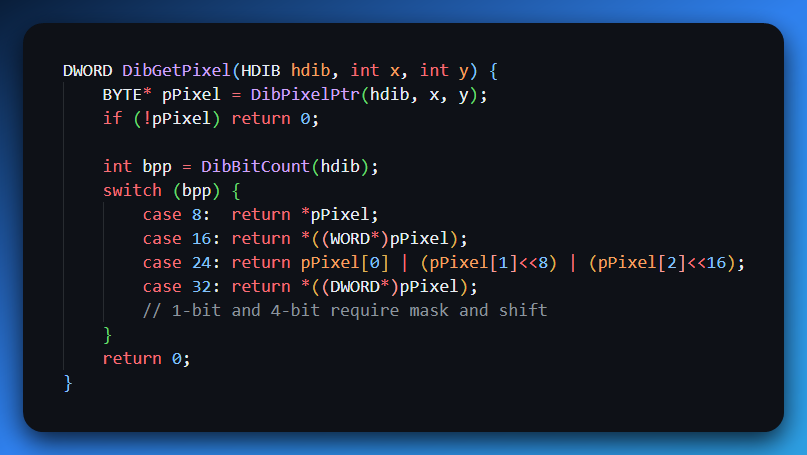 DWORD DibGetPixel(HDIB hdib, int x, int y) {
    BYTE* pPixel = DibPixelPtr(hdib, x, y);
    if (!pPixel) return 0;

    int bpp = DibBitCount(hdib);
    switch (bpp) {
        case 8:  return *pPixel;
        case 16: return *((WORD*)pPixel);
        case 24: return pPixel[0] | (pPixel[1]<<8) | (pPixel[2]<<16);
        case 32: return *((DWORD*)pPixel);
        // 1-bit and 4-bit require mask and shift
    }
    return 0;
}